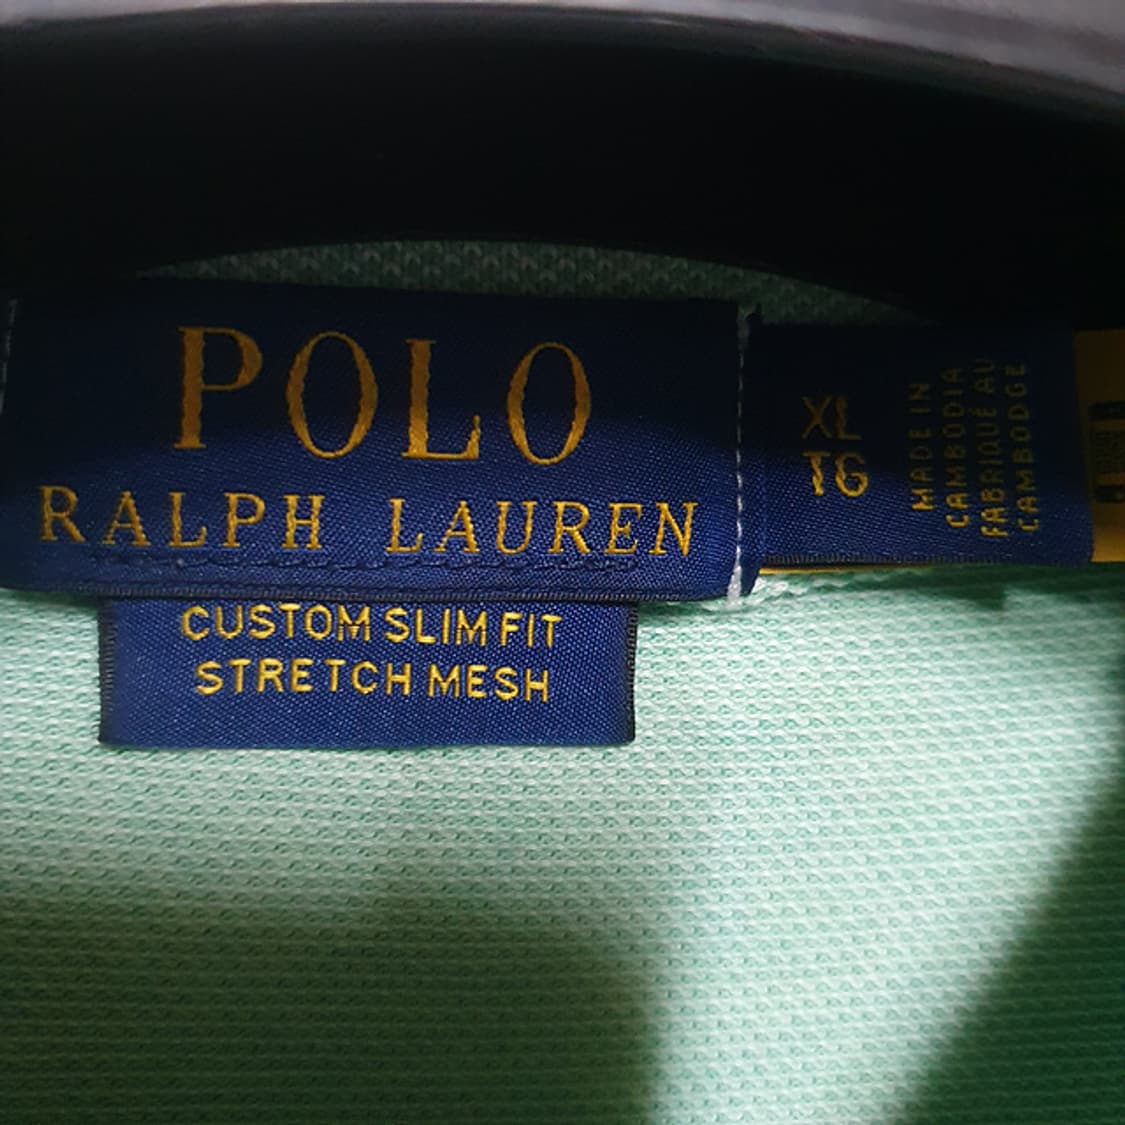 POLO
RALPH LAUREN
CUSTOM SLIM FIT
STRETCH MESH
XL
TG
MADE IN
CAMBODIA
FABRIQUÉ AU
CAMBODGE